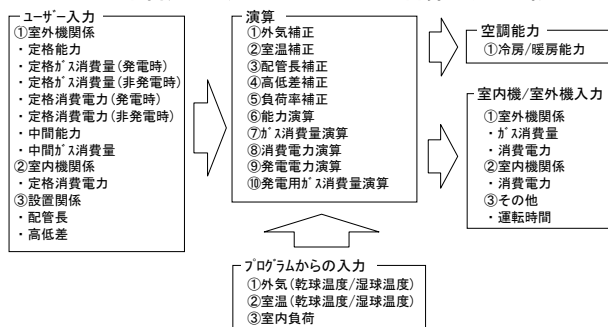 ユーザー入力
①室外機関係
・定格能力
・定格ガス消費量(発電時)
・定格ガス消費量(非発電時)
・定格消費電力(発電時)
・定格消費電力(非発電時)
・中間能力
・中間ガス消費量
②室内機関係
・定格消費電力
③設置関係
・配管長
・高低差
演算
①外気補正
②室温補正
③配管長補正
④高低差補正
⑤負荷率補正
⑥能力演算
⑦ガス消費量演算
⑧消費電力演算
⑨発電電力演算
⑩発電用ガス消費量演算
空調能力
①冷房/暖房能力
室内機/室外機入力
①室外機関係
・ガス消費量
・消費電力
②室内機関係
・消費電力
③その他
・運転時間
プログラムからの入力
①外気(乾球温度/湿球温度)
②室温(乾球温度/湿球温度)
③室内負荷